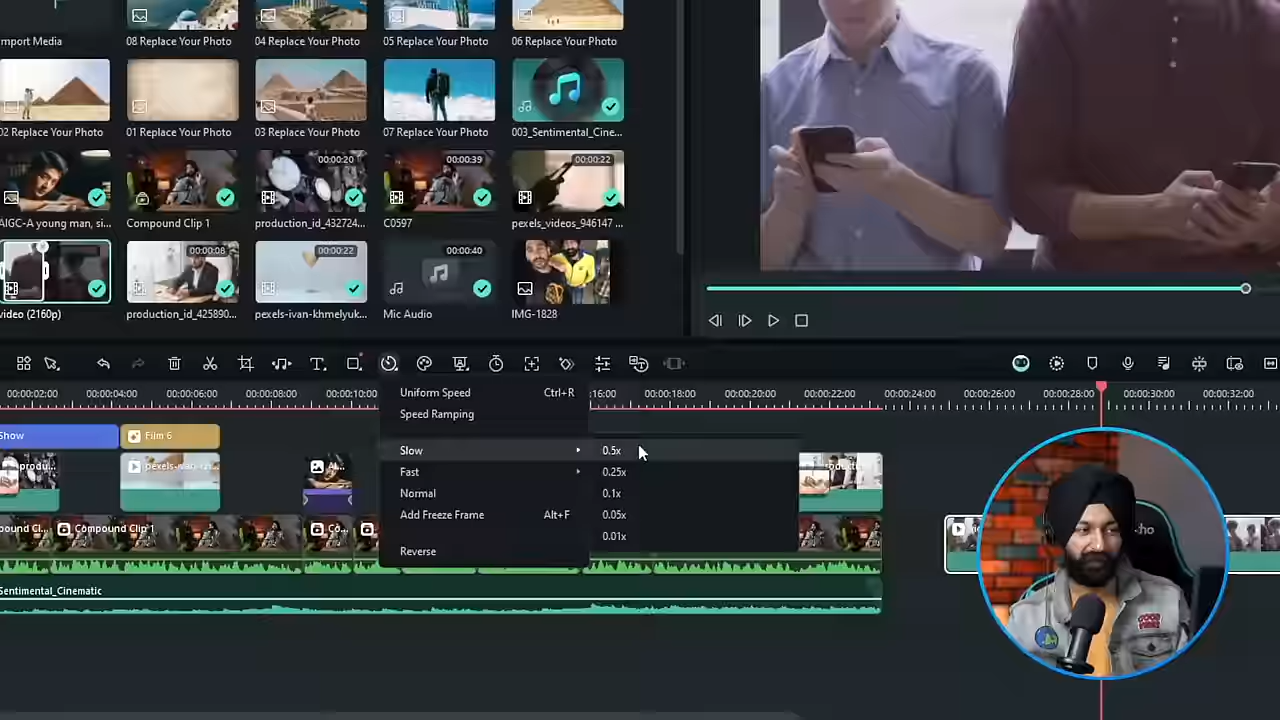 mport Media
08 Replace Your Photo
04 Replace Your Photo
05 Replace Your Photo
06 Replace Your Photo
02 Replace Your Photo
01 Replace Your Photo
03 Replace Your Photo
07 Replace Your Photo
003_Sentimental_Cine...
00:00:20
00:00:39
00:00:22
AIGC-A young man, si...
Compound Clip 1
production_id_432724...
C0597
pexels_videos_946147 ...
00:00:08
00:00:22
00:00:40
video (2160p)
production_id_425890...
pexels-ivan-khmelyuk...
Mic Audio
IMG-1828
00:00:02:00
00:00:04:00
00:00:06:00
00:00:08:00
00:00:10:00
:16:00
00:00:18:00
00:00:20:00
00:00:22:00
00:00:24:00
00:00:26:00
00:00:28:00
00:00:30:00
00:00:32:00
Uniform Speed Ctrl+R
Speed Ramping
Slow
Fast
Normal
Add Freeze Frame Alt+F
Reverse
0.5x
0.25x
0.1x
0.05x
0.01x
Show
Film 6
produ...
AI...
pound Cl...
Compound Clip 1
Co...
Sentimental_Cinematic